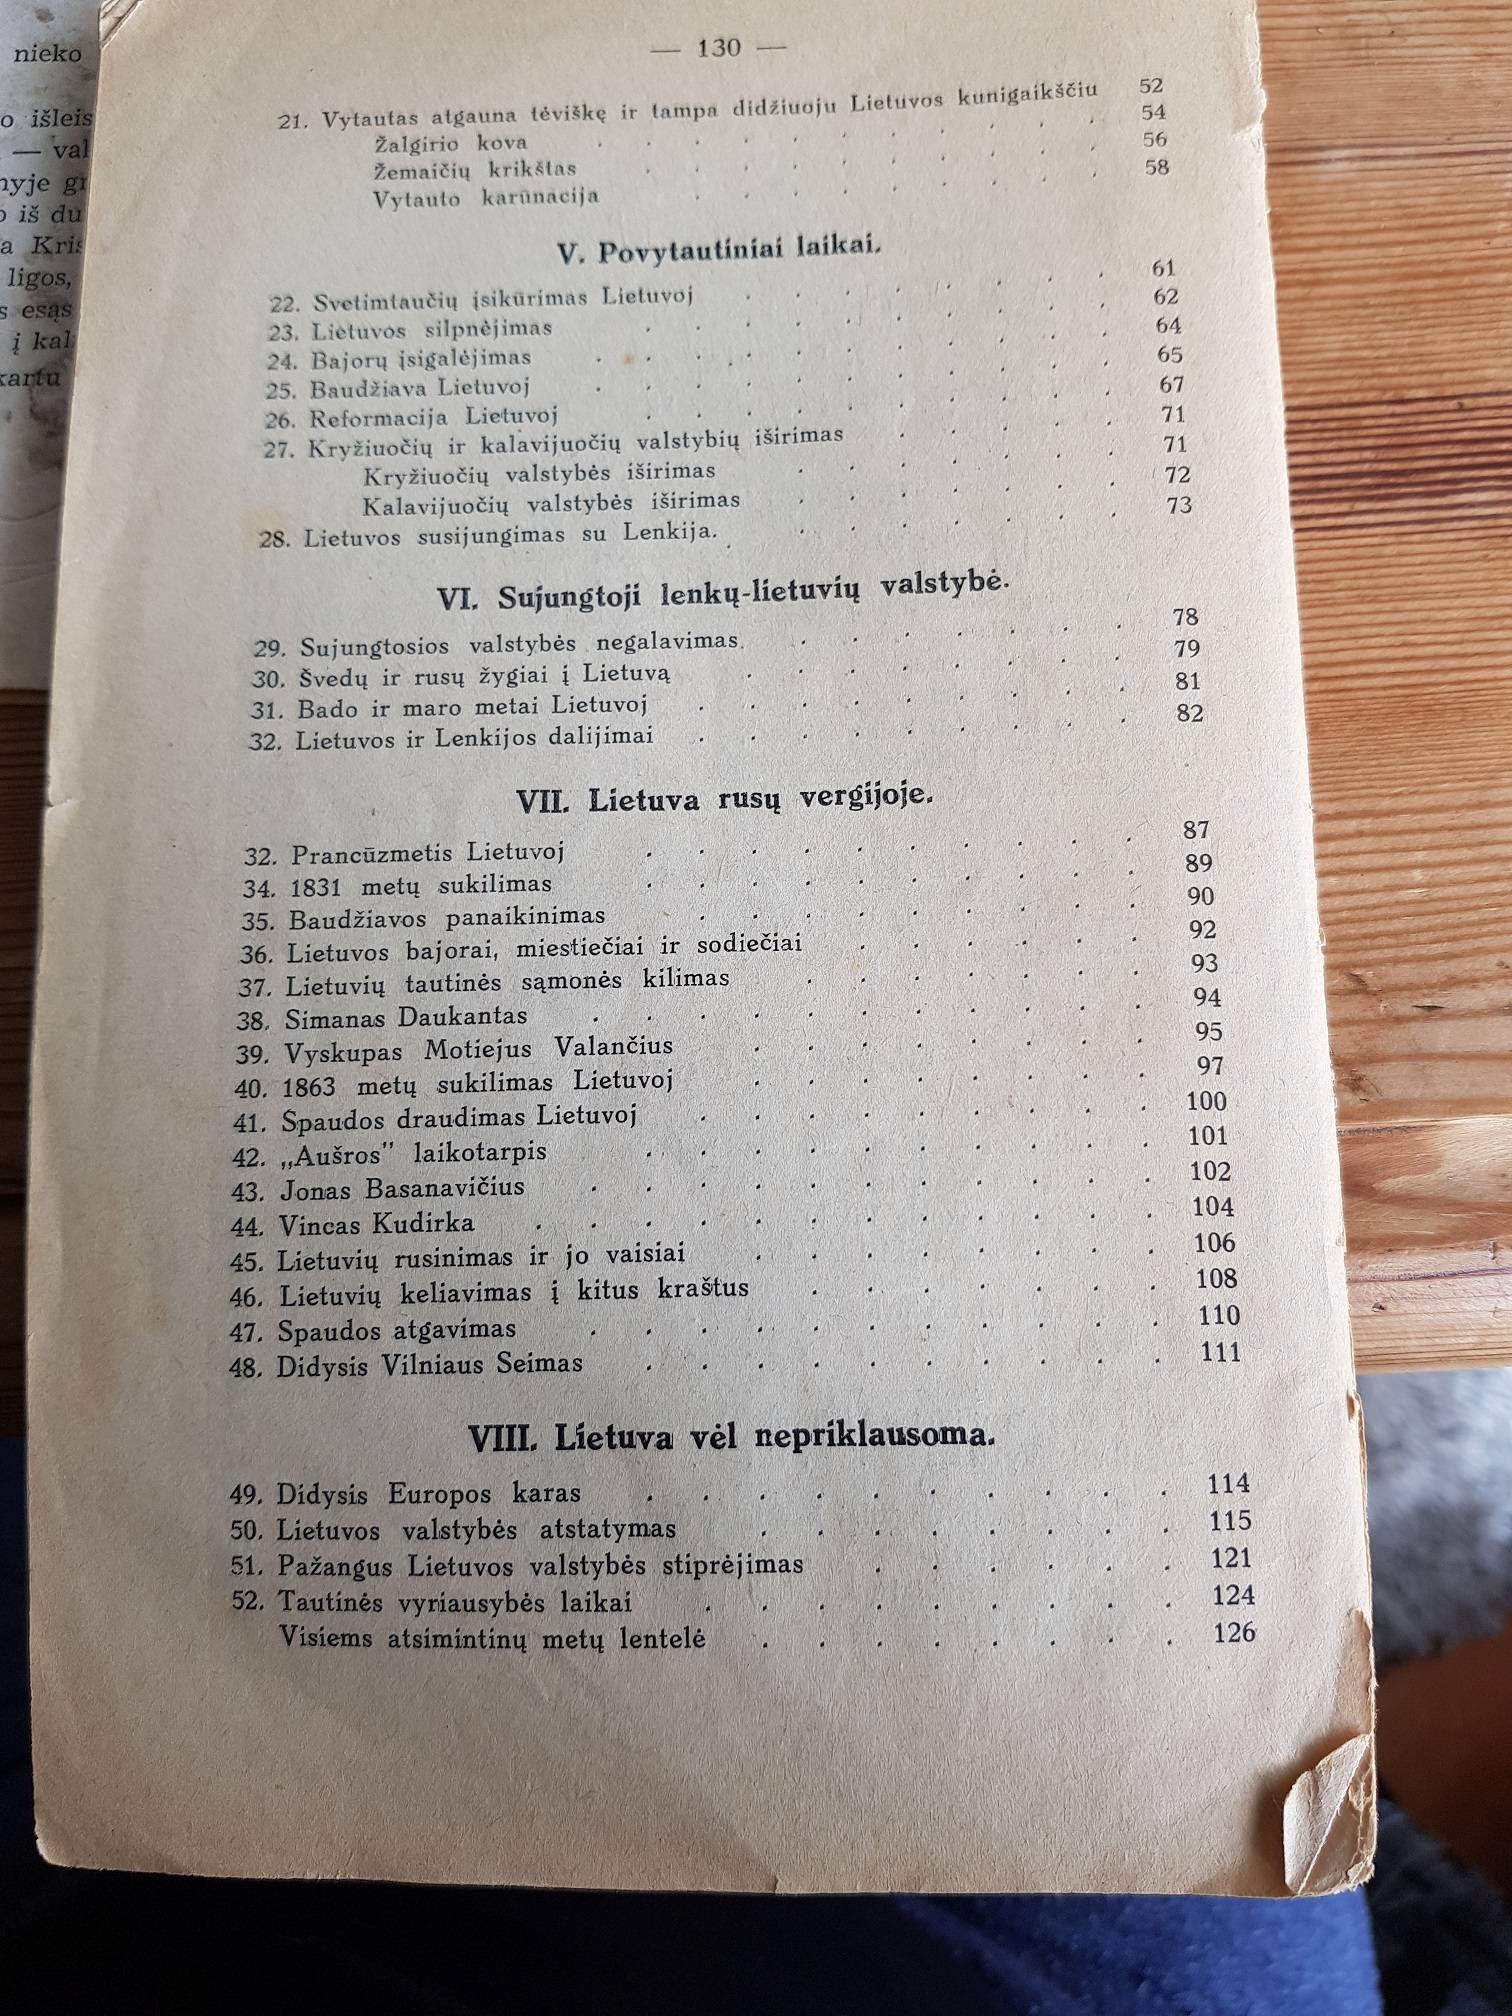 nieko
o išleis
— val
nyje gr
o iš du
a Kris
ligos,
s esąs
į kal
kartu
— 130 —
21. Vytautas atgauna tėviškę ir tampa didžiuoju Lietuvos kunigaikščiu 52
Žalgirio kova . . . . . . . . . . 54
Žemaičių krikštas . . . . . . . . . . 56
Vytauto karūnacija . . . . . . . . . 58
V. Povytautiniai laikai.
22. Svetimtaučių įsikūrimas Lietuvoj . . . . . . . . 61
23. Lietuvos silpnėjimas . . . . . . . . . . 62
24. Bajorų įsigalėjimas . . . . . . . . . . . 64
25. Baudžiava Lietuvoj . . . . . . . . . . . 65
26. Reformacija Lietuvoj . . . . . . . . . . 67
27. Kryžiuočių ir kalavijuočių valstybių iširimas . . . . . 71
Kryžiuočių valstybės iširimas . . . . . . . 71
Kalavijuočių valstybės iširimas . . . . . . . 72
28. Lietuvos susijungimas su Lenkija. . . . . . . . 73
VI. Sujungtoji lenkų-lietuvių valstybė.
29. Sujungtosios valstybės negalavimas. . . . . . . . 78
30. Švedų ir rusų žygiai į Lietuvą . . . . . . . . 79
31. Bado ir maro metai Lietuvoj . . . . . . . . . 81
32. Lietuvos ir Lenkijos dalijimai . . . . . . . . . 82
VII. Lietuva rusų vergijoje.
32. Prancūzmetis Lietuvoj . . . . . . . . . . 87
34. 1831 metų sukilimas . . . . . . . . . . 89
35. Baudžiavos panaikinimas . . . . . . . . . 90
36. Lietuvos bajorai, miestiečiai ir sodiečiai . . . . . . 92
37. Lietuvių tautinės sąmonės kilimas . . . . . . . 93
38. Simanas Daukantas . . . . . . . . . . . 94
39. Vyskupas Motiejus Valančius . . . . . . . . 95
40. 1863 metų sukilimas Lietuvoj . . . . . . . . 97
41. Spaudos draudimas Lietuvoj . . . . . . . . . 100
42. „Aušros" laikotarpis . . . . . . . . . . 101
43. Jonas Basanavičius . . . . . . . . . . . 102
44. Vincas Kudirka . . . . . . . . . . . . 104
45. Lietuvių rusinimas ir jo vaisiai . . . . . . . . 106
46. Lietuvių keliavimas į kitus kraštus . . . . . . . 108
47. Spaudos atgavimas . . . . . . . . . . . 110
48. Didysis Vilniaus Seimas . . . . . . . . . . 111
VIII. Lietuva vėl nepriklausoma.
49. Didysis Europos karas . . . . . . . . . . 114
50. Lietuvos valstybės atstatymas . . . . . . . . 115
51. Pažangus Lietuvos valstybės stiprėjimas . . . . . . 121
52. Tautinės vyriausybės laikai . . . . . . . . . 124
Visiems atsimintinų metų lentelė . . . . . . . . 126